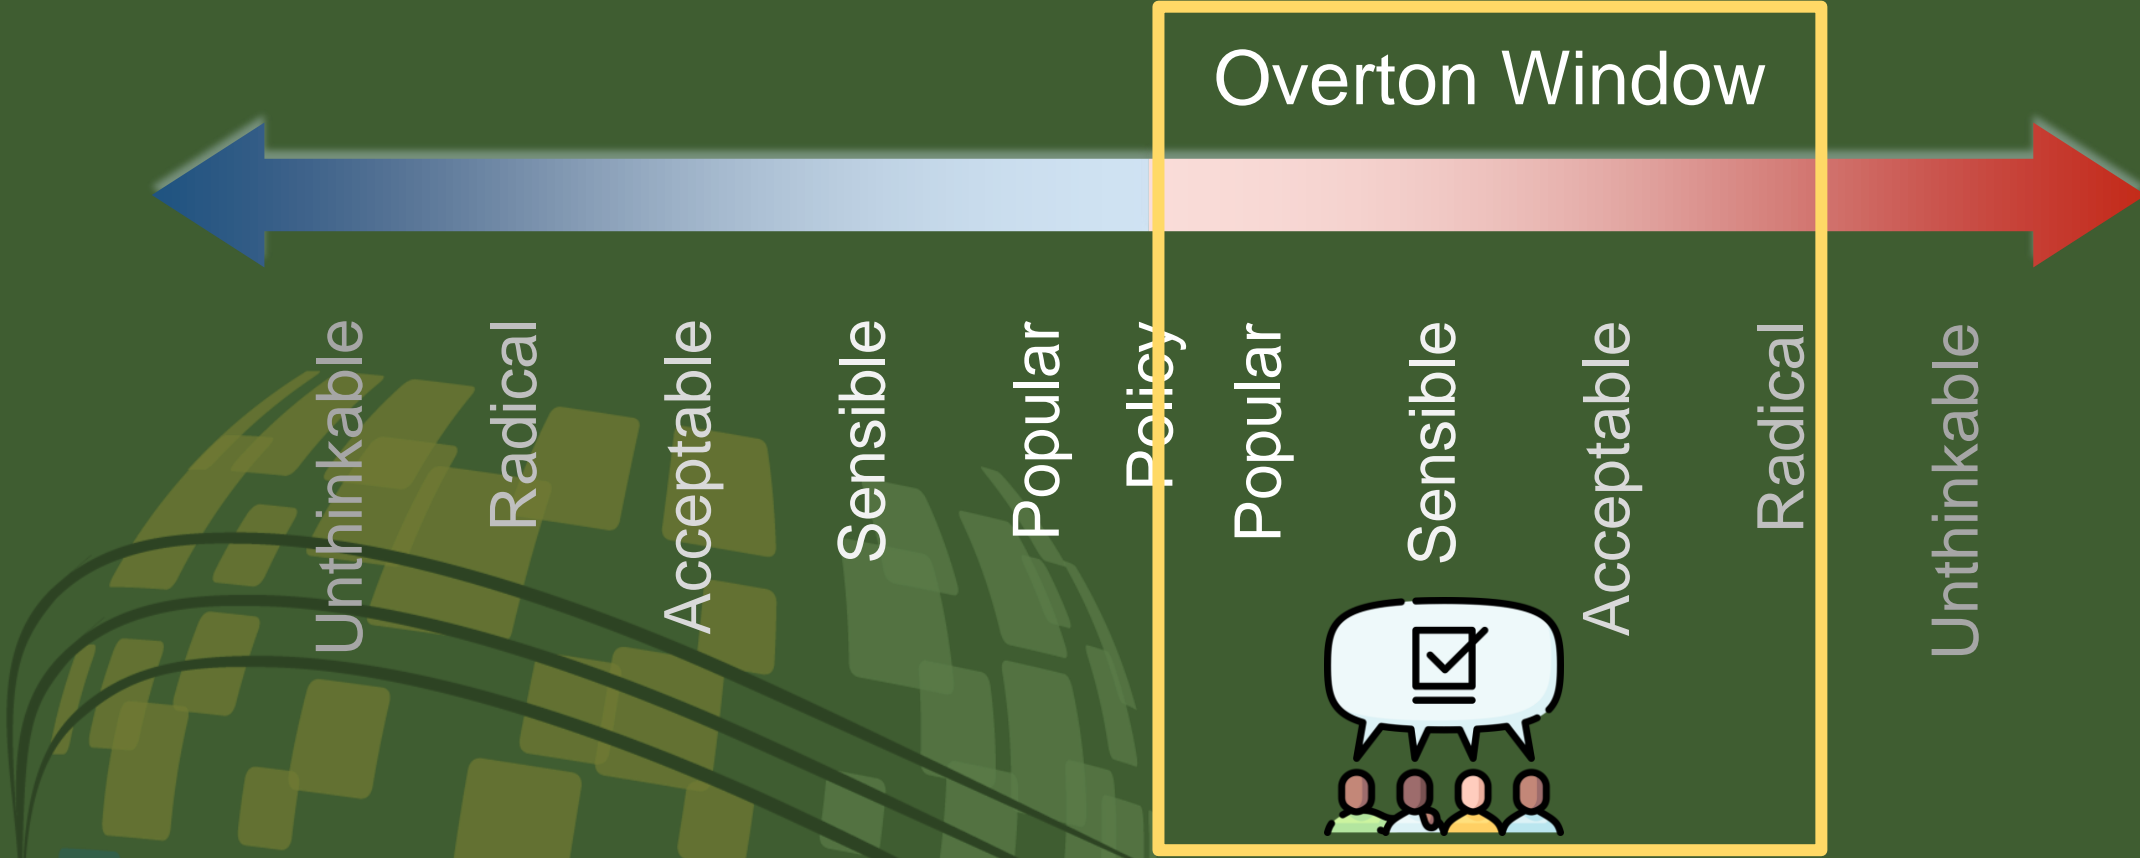 Overton Window
Unthinkable
Radical
Acceptable
Sensible
Popular
Policy
Popular
Sensible
Acceptable
Radical
Unthinkable